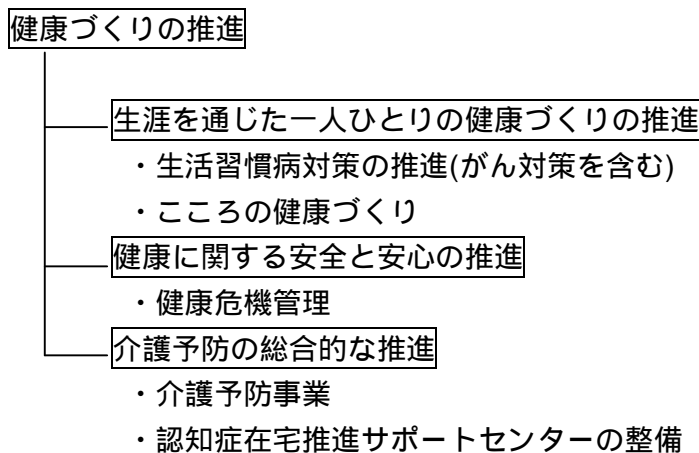 健康づくりの推進
生涯を通じた一人ひとりの健康づくりの推進
・生活習慣病対策の推進(がん対策を含む)
・こころの健康づくり
健康に関する安全と安心の推進
・健康危機管理
介護予防の総合的な推進
・介護予防事業
・認知症在宅推進サポートセンターの整備